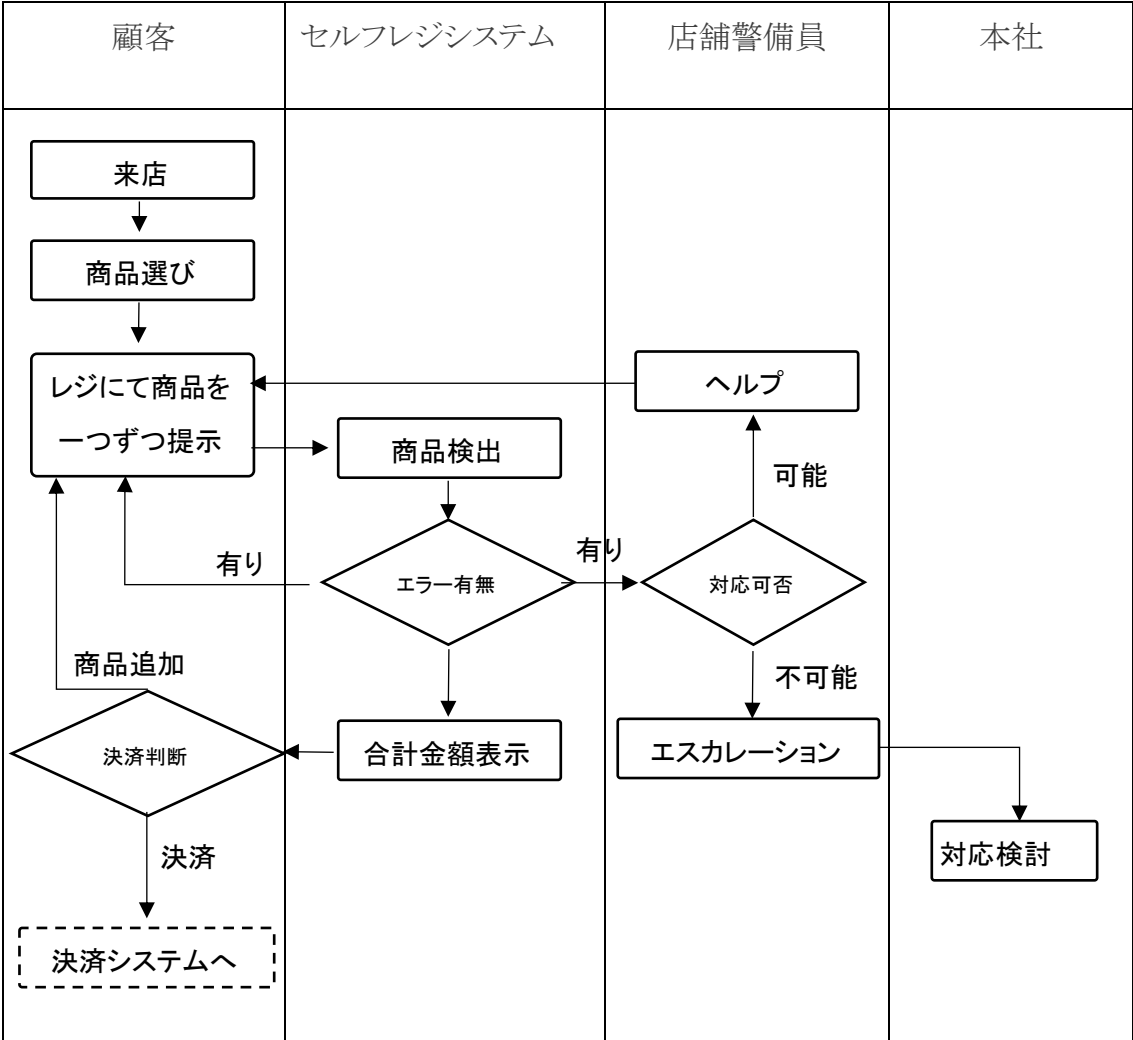 顧客
セルフレジシステム
店舗警備員
本社
来店
商品選び
レジにて商品を
一つずつ提示
ヘルプ
商品検出
可能
有り
エラー有無
有り
対応可否
商品追加
不可能
決済判断
合計金額表示
エスカレーション
決済
対応検討
決済システムへ